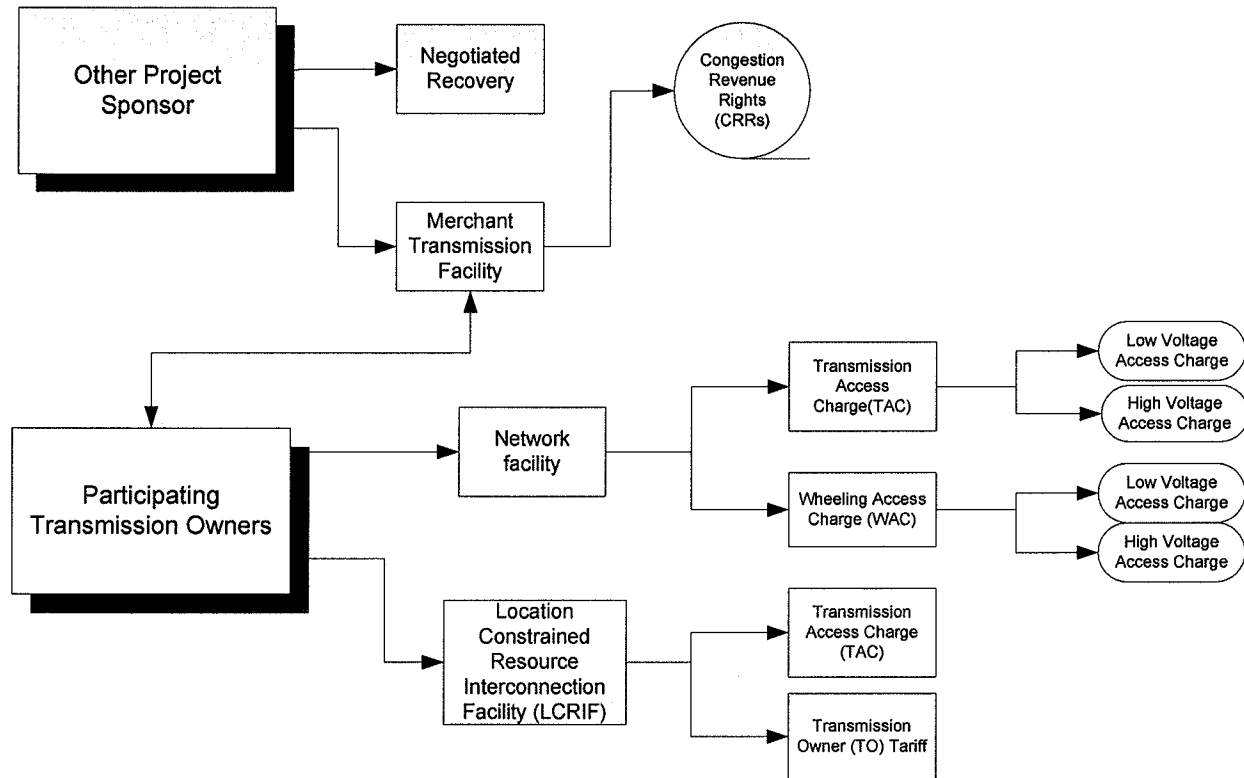 Other Project
Sponsor
Negotiated
Recovery
Congestion
Revenue
Rights
(CRRs)
Merchant
Transmission
Facility
Participating
Transmission Owners
Network
facility
Transmission
Access
Charge(TAC)
Low Voltage
Access Charge
High Voltage
Access Charge
Wheeling Access
Charge (WAC)
Low Voltage
Access Charge
High Voltage
Access Charge
Location
Constrained
Resource
Interconnection
Facility (LCRIF)
Transmission
Access Charge
(TAC)
Transmission
Owner (TO) Tariff